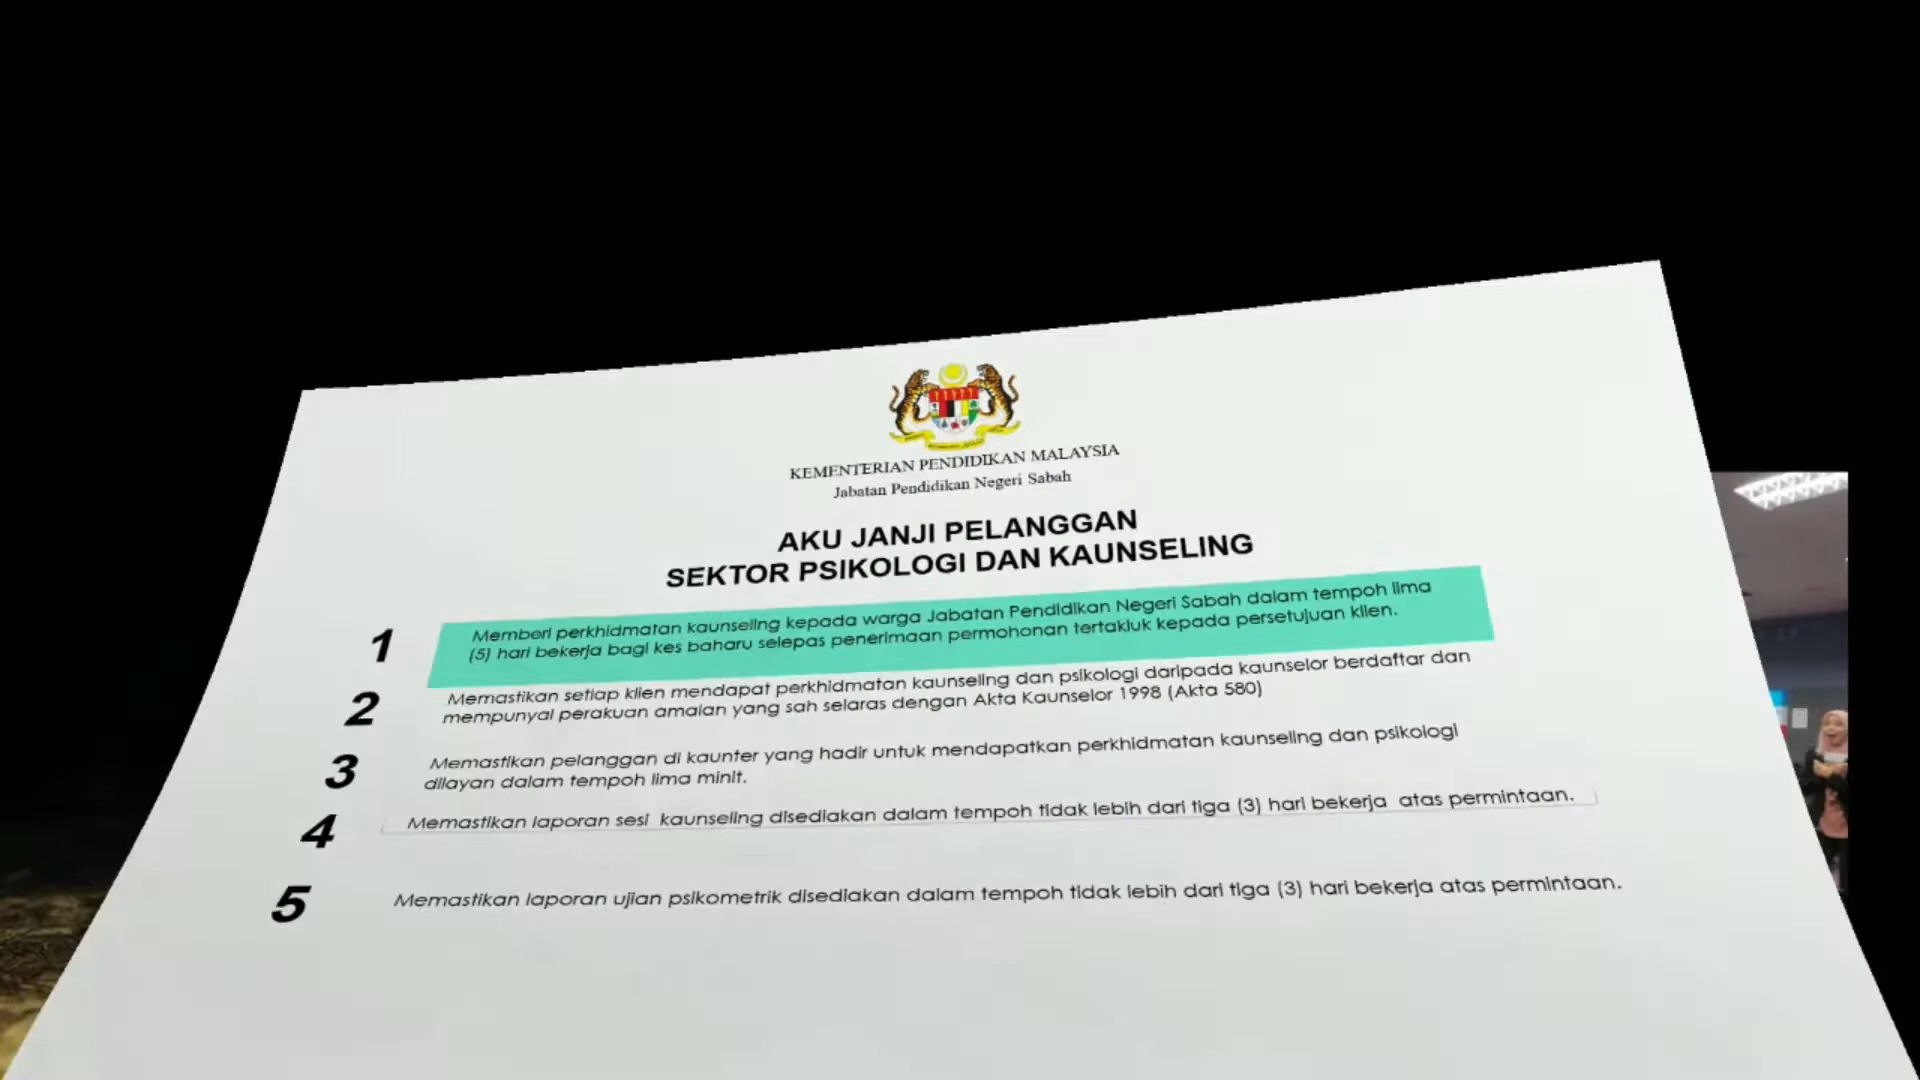 KEMENTERIAN PENDIDIKAN MALAYSIA
Jabatan Pendidikan Negeri Sabah
AKU JANJI PELANGGAN
SEKTOR PSIKOLOGI DAN KAUNSELING
1 Memberi perkhidmatan kaunseling kepada warga Jabatan Pendidikan Negeri Sabah dalam tempoh lima
(5) hari bekerja bagi kes baharu selepas penerimaan permohonan tertakluk kepada persetujuan klien.
2 Memastikan setiap klien mendapat perkhidmatan kaunseling dan psikologi daripada kaunselor berdaftar dan
mempunyai perakuan amalan yang sah selaras dengan Akta Kaunselor 1998 (Akta 580)
3 Memastikan pelanggan di kaunter yang hadir untuk mendapatkan perkhidmatan kaunseling dan psikologi
dilayan dalam tempoh lima minit.
4 Memastikan laporan sesi kaunseling disediakan dalam tempoh tidak lebih dari tiga (3) hari bekerja atas permintaan.
5 Memastikan laporan ujian psikometrik disediakan dalam tempoh tidak lebih dari tiga (3) hari bekerja atas permintaan.